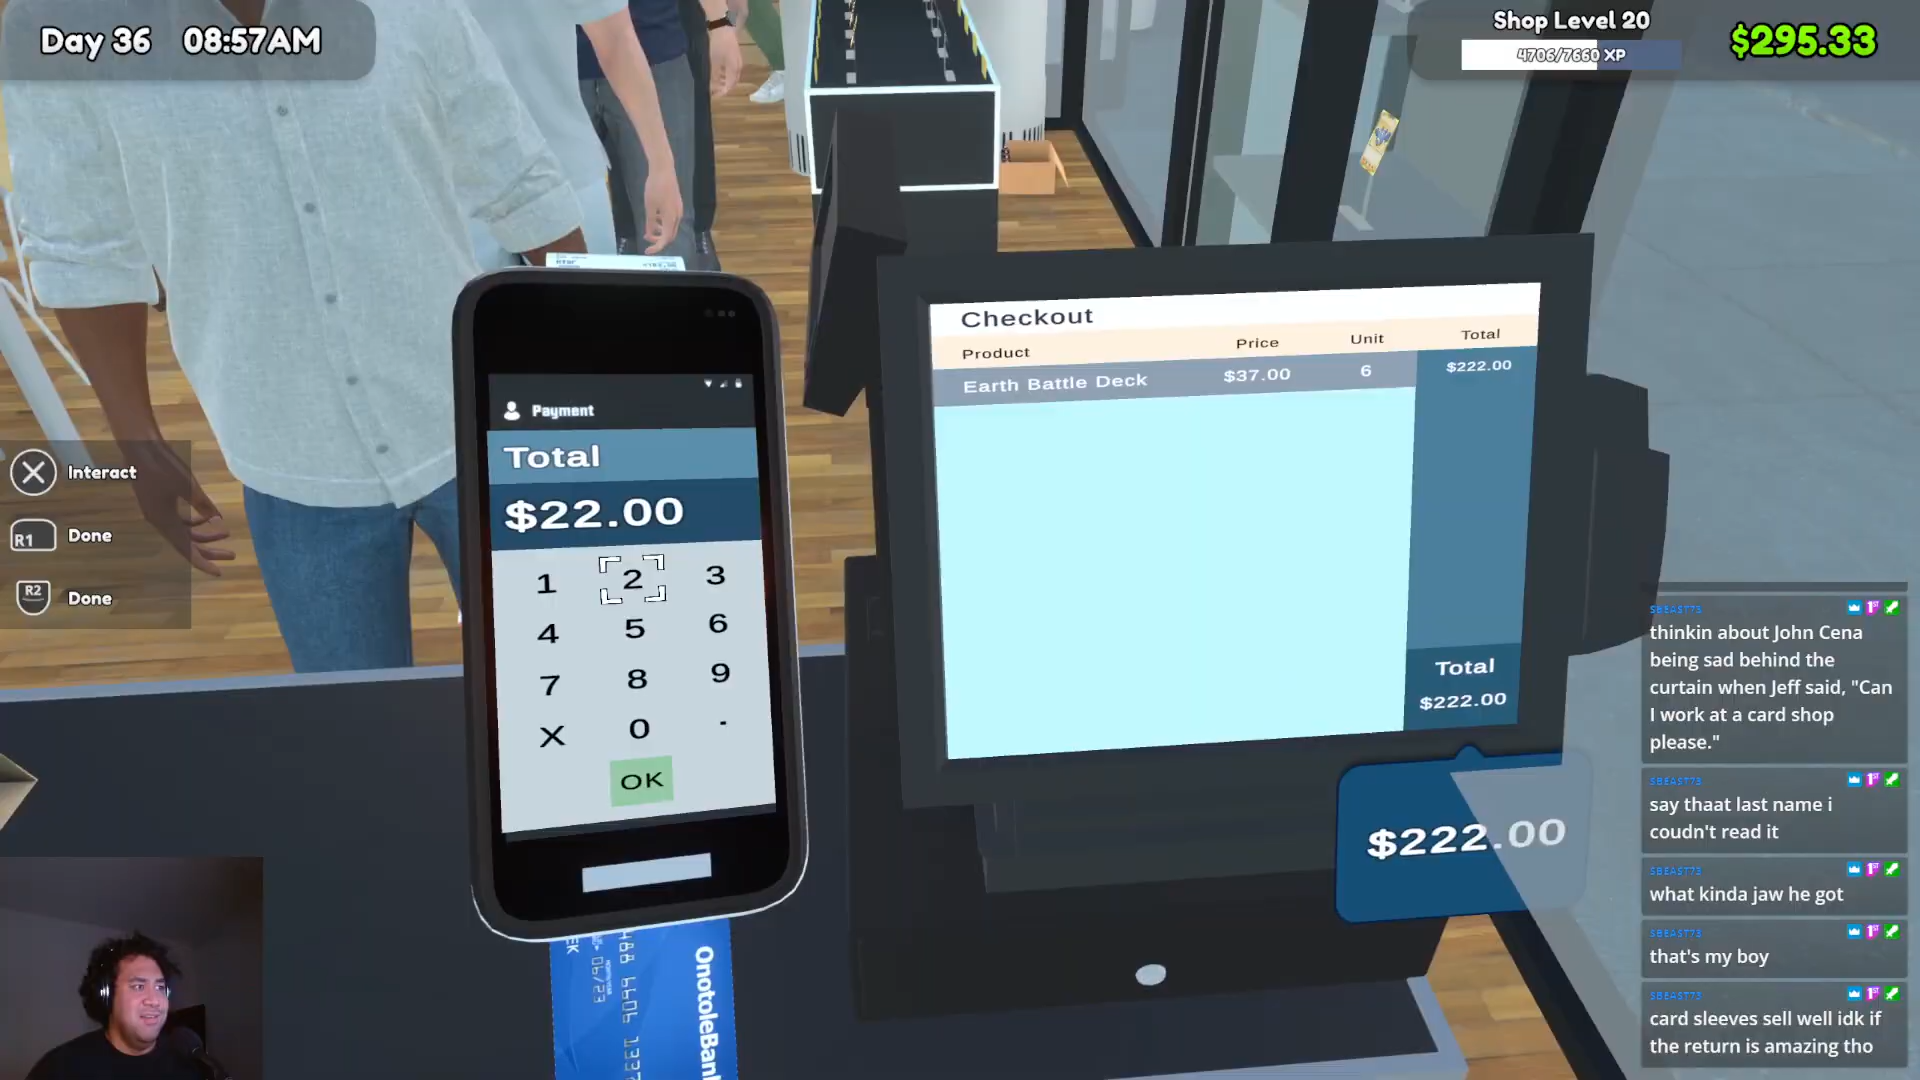 Day 36 08:57AM
Shop Level 20
4706/7660 XP
$295.33
Interact
R1 Done
R2 Done
Payment
Total
$22.00
1 2 3
4 5 6
7 8 9
X 0 .
OK
OnotoleBank
Checkout
Product Price Unit Total
Earth Battle Deck $37.00 6 $222.00
Total
$222.00
$222.00
SBEAST73
thinkin about John Cena
being sad behind the
curtain when Jeff said, "Can
I work at a card shop
please."
SBEAST73
say thaat last name i
coudn't read it
SBEAST73
what kinda jaw he got
SBEAST73
that's my boy
SBEAST73
card sleeves sell well idk if
the return is amazing tho